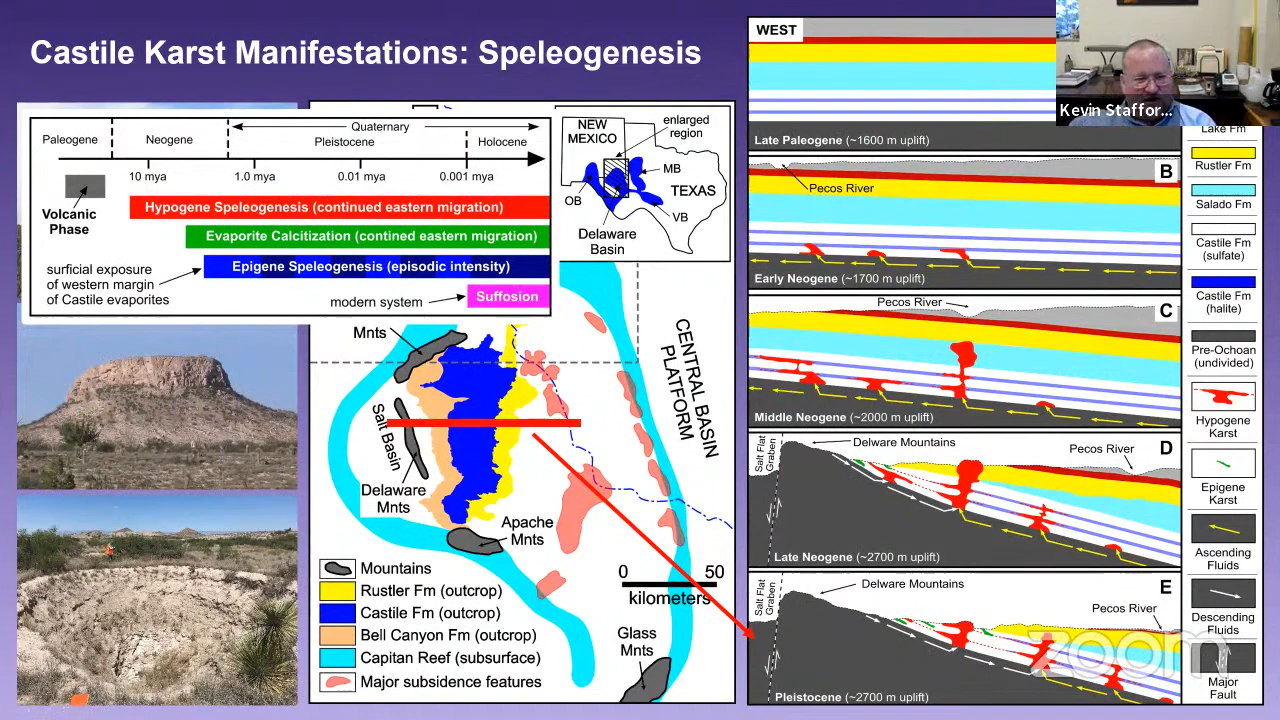 Castile Karst Manifestations: Speleogenesis
Paleogene
Neogene
Quaternary
Pleistocene
Holocene
10 mya
1.0 mya
0.01 mya
0.001 mya
Volcanic
Phase
Hypogene Speleogenesis (continued eastern migration)
Evaporite Calcitization (contined eastern migration)
Epigene Speleogenesis (episodic intensity)
surficial exposure
of western margin
of Castile evaporites
modern system
Suffosion
NEW
MEXICO
enlarged
region
MB
TEXAS
OB
VB
Delaware
Basin
Mnts
Salt Basin
Delaware
Mnts
CENTRAL BASIN
PLATFORM
Apache
Mnts
0
50
kilometers
Glass
Mnts
Mountains
Rustler Fm (outcrop)
Castile Fm (outcrop)
Bell Canyon Fm (outcrop)
Capitan Reef (subsurface)
Major subsidence features
WEST
Late Paleogene (~1600 m uplift)
B
Pecos River
Early Neogene (~1700 m uplift)
Pecos River
C
Middle Neogene (~2000 m uplift)
Salt Flat
Graben
Delware Mountains
Pecos River
D
Late Neogene (~2700 m uplift)
Salt Flat
Graben
Delware Mountains
Pecos River
E
Pleistocene (~2700 m uplift)
Kevin Staffor...
Lake Fm
Rustler Fm
Salado Fm
Castile Fm
(sulfate)
Castile Fm
(halite)
Pre-Ochoan
(undivided)
Hypogene
Karst
Epigene
Karst
Ascending
Fluids
Descending
Fluids
Major
Fault
zoom